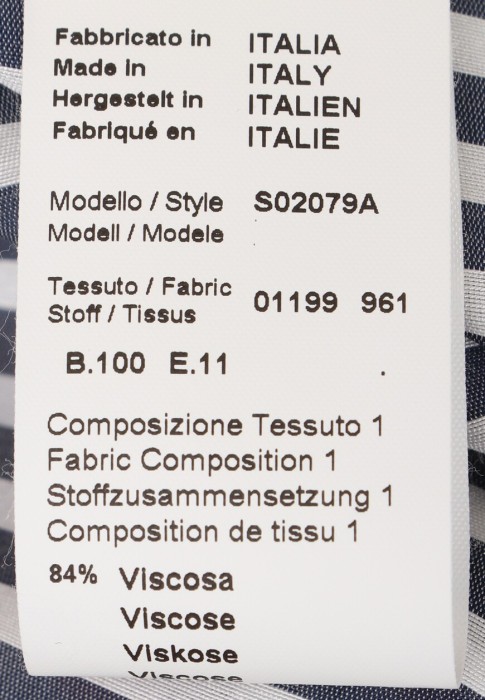 Fabbricato in ITALIA
Made in ITALY
Hergestelt in ITALIEN
Fabriqué en ITALIE
Modello / Style S02079A
Modell / Modele
Tessuto / Fabric 01199 961
Stoff / Tissus
B.100 E.11
Composizione Tessuto 1
Fabric Composition 1
Stoffzusammensetzung 1
Composition de tissu 1
84% Viscosa
Viscose
Viskose
Viscose